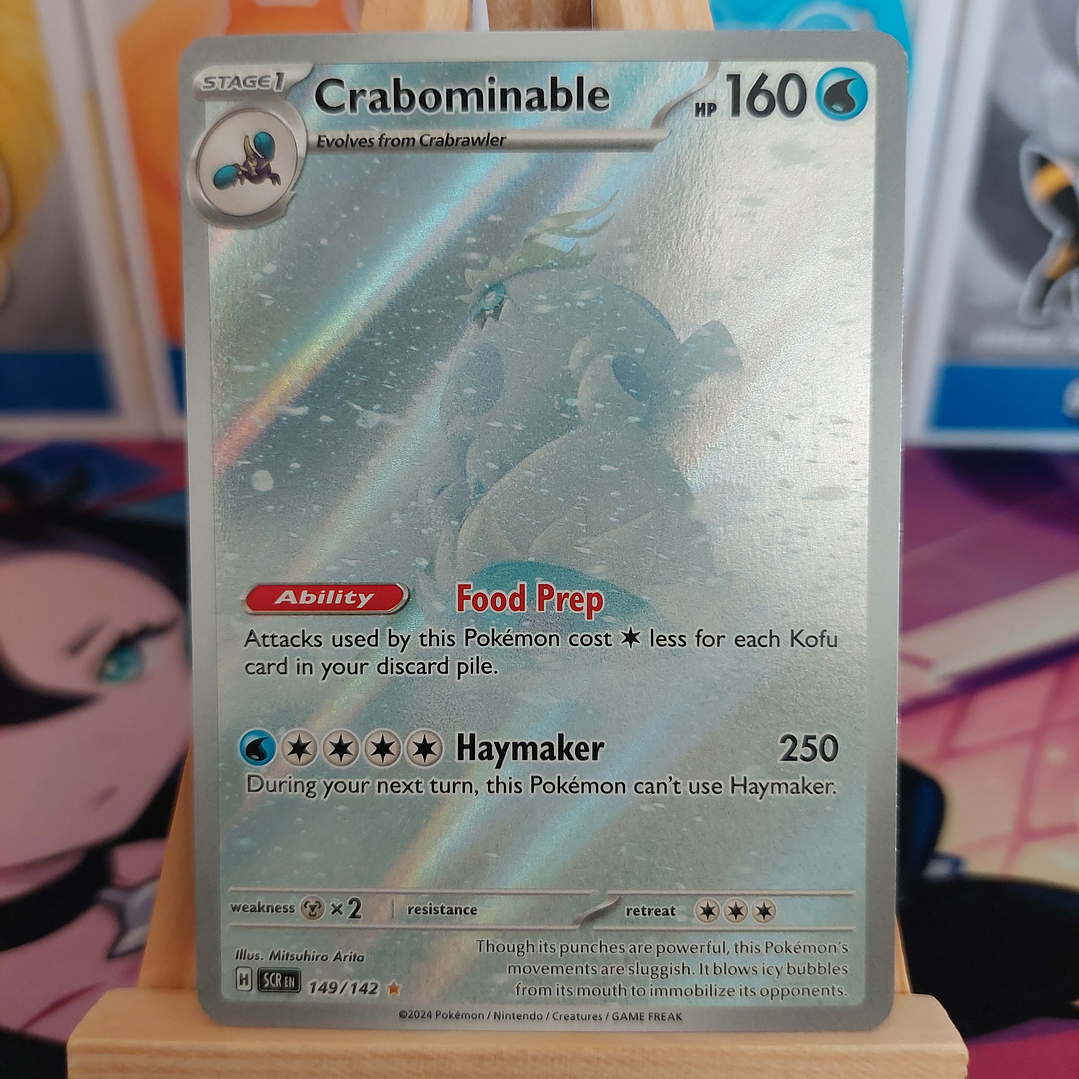 STAGE 1
Crabominable
HP 160
Evolves from Crabrawler
Ability Food Prep
Attacks used by this Pokémon cost less for each Kofu
card in your discard pile.
Haymaker 250
During your next turn, this Pokémon can't use Haymaker.
weakness ×2 resistance retreat
Though its punches are powerful, this Pokémon's
movements are sluggish. It blows icy bubbles
from its mouth to immobilize its opponents.
Illus. Mitsuhiro Arita
H SCR EN 149/142
©2024 Pokémon / Nintendo / Creatures / GAME FREAK